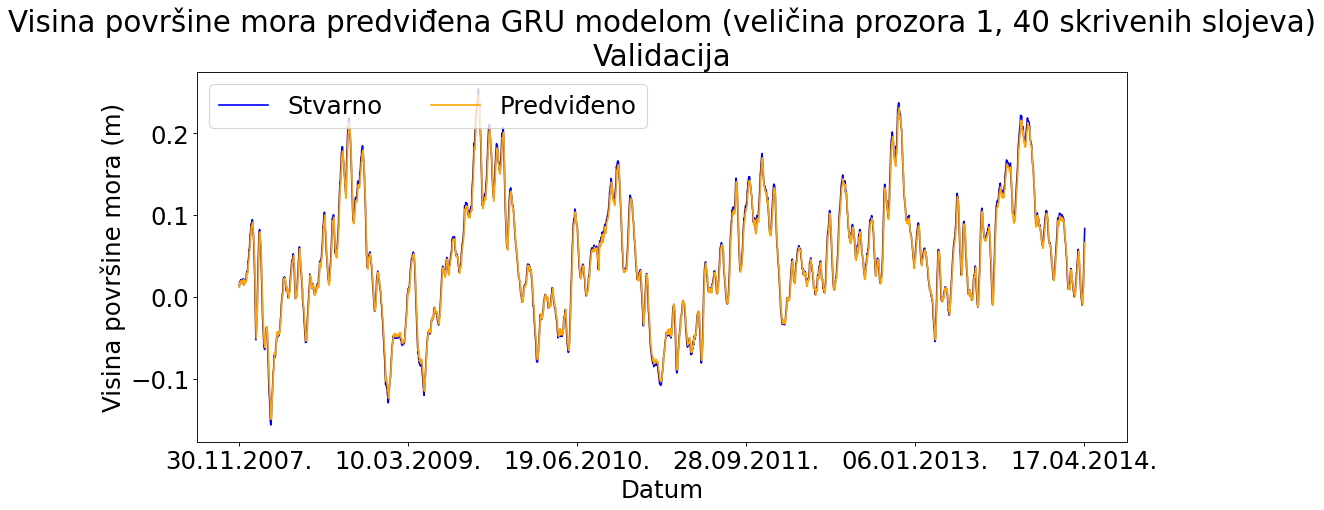 Visina površine mora predviđena GRU modelom (veličina prozora 1, 40 skrivenih slojeva)
Validacija
Stvarno Predviđeno
Visina površine mora (m)
0.2
0.1
0.0
−0.1
30.11.2007. 10.03.2009. 19.06.2010. 28.09.2011. 06.01.2013. 17.04.2014.
Datum